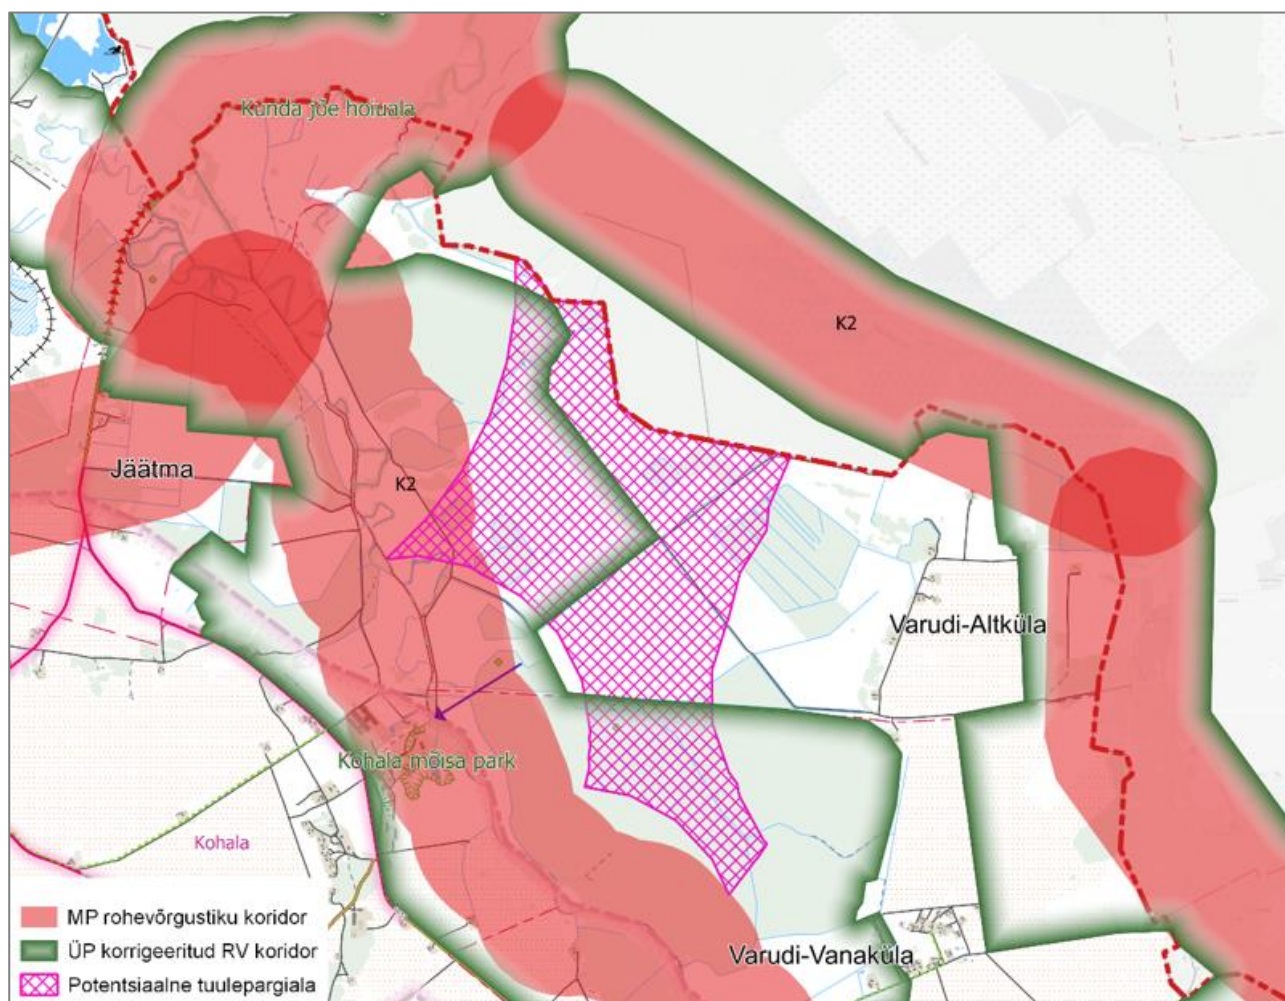 Kunda jõe hoiuala
K2
Jäätma
K2
Varudi-Altküla
Kohala mõisa park
Kohala
Varudi-Vanaküla
MP rohevõrgustiku koridor
ÜP korrigeeritud RV koridor
Potentsiaalne tuulepargiala